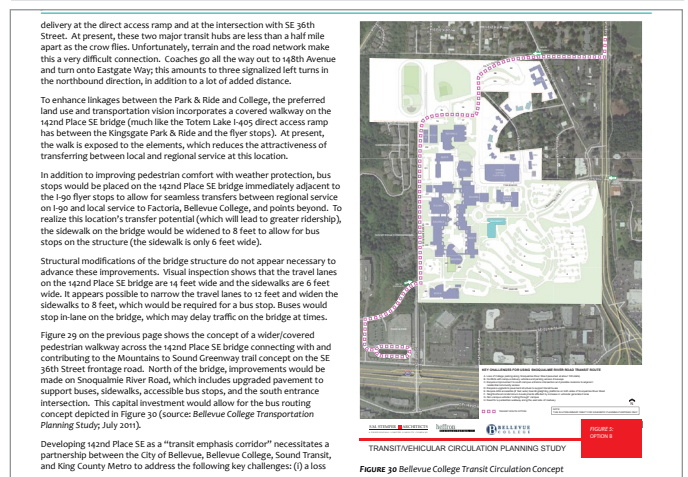 delivery at the direct access ramp and at the intersection with SE 36th
Street. At present, these two major transit hubs are less than a half mile
apart as the crow flies. Unfortunately, terrain and the road network make
this a very difficult connection. Coaches go all the way out to 148th Avenue
and turn onto Eastgate Way; this amounts to three signalized left turns in
the northbound direction, in addition to a lot of added distance.
To enhance linkages between the Park & Ride and College, the preferred
land use and transportation vision incorporates a covered walkway on the
142nd Place SE bridge (much like the Totem Lake I-405 direct access ramp
has between the Kingsgate Park & Ride and the flyer stops). At present,
the walk is exposed to the elements, which reduces the attractiveness of
transferring between local and regional service at this location.
In addition to improving pedestrian comfort with weather protection, bus
stops would be placed on the 142nd Place SE bridge immediately adjacent to
the I-90 flyer stops to allow for seamless transfers between regional service
on I-90 and local service to Factoria, Bellevue College, and points beyond. To
realize this location's transfer potential (which will lead to greater ridership),
the sidewalk on the bridge would be widened to 8 feet to allow for bus
stops on the structure (the sidewalk is only 6 feet wide).
Structural modifications of the bridge structure do not appear necessary to
advance these improvements. Visual inspection shows that the travel lanes
on the 142nd Place SE bridge are 14 feet wide and the sidewalks are 6 feet
wide. It appears possible to narrow the travel lanes to 12 feet and widen the
sidewalks to 8 feet, which would be required for a bus stop. Buses would
stop in-lane on the bridge, which may delay traffic on the bridge at times.
Figure 29 on the previous page shows the concept of a wider/covered
pedestrian walkway across the 142nd Place SE bridge connecting with and
contributing to the Mountains to Sound Greenway trail concept on the SE
36th Street frontage road. North of the bridge, improvements would be
made on Snoqualmie River Road, which includes upgraded pavement to
support buses, sidewalks, accessible bus stops, and the south entrance
intersection. This capital investment would allow for the bus routing
concept depicted in Figure 30 (source: Bellevue College Transportation
Planning Study; July 2011).
Developing 142nd Place SE as a "transit emphasis corridor" necessitates a
partnership between the City of Bellevue, Bellevue College, Sound Transit,
and King County Metro to address the following key challenges: (i) a loss
KEY CHALLENGES FOR USING SNOQUALMIE RIVER ROAD TRANSIT ROUTE
BELLEVUE
COLLEGE
FIGURE 5:
OPTION 6
TRANSIT/VEHICULAR CIRCULATION PLANNING STUDY
FIGURE 30 Bellevue College Transit Circulation Concept